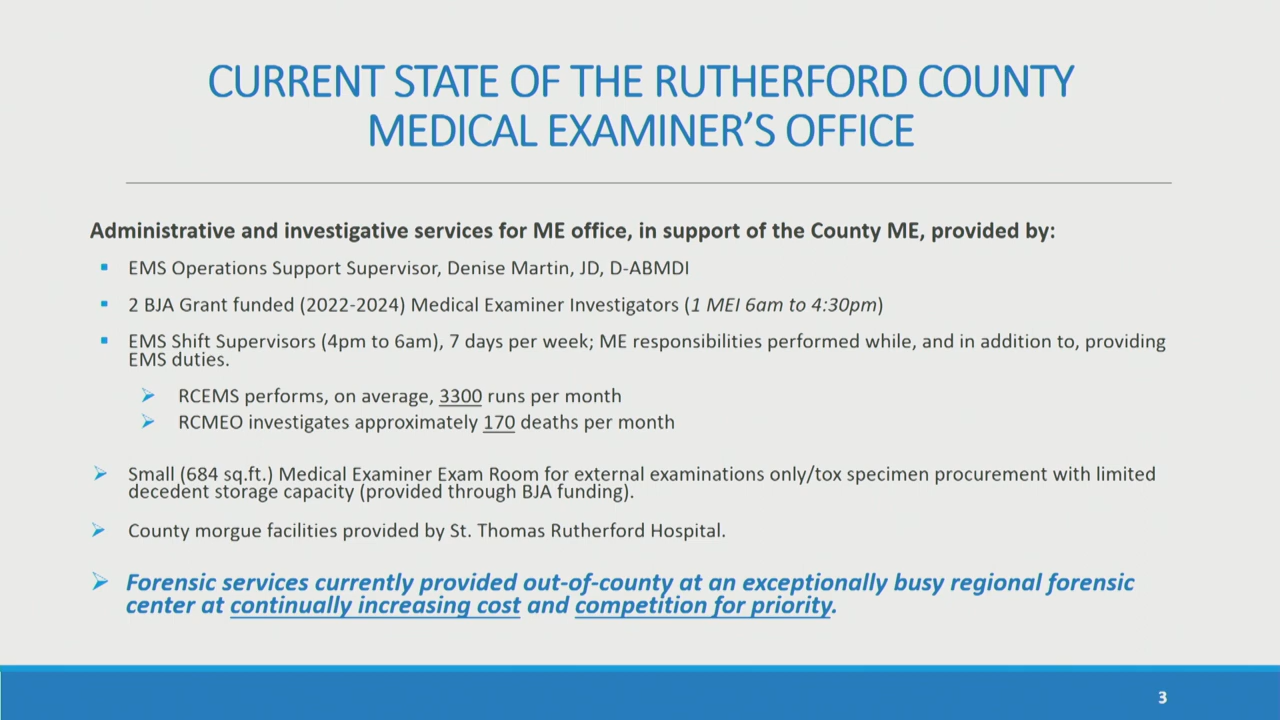 CURRENT STATE OF THE RUTHERFORD COUNTY
MEDICAL EXAMINER'S OFFICE
Administrative and investigative services for ME office, in support of the County ME, provided by:
EMS Operations Support Supervisor, Denise Martin, JD, D-ABMDI
2 BJA Grant funded (2022-2024) Medical Examiner Investigators (1 MEI 6am to 4:30pm)
EMS Shift Supervisors (4pm to 6am), 7 days per week; ME responsibilities performed while, and in addition to, providing
EMS duties.
RCEMS performs, on average, 3300 runs per month
RCMEO investigates approximately 170 deaths per month
Small (684 sq.ft.) Medical Examiner Exam Room for external examinations only/tox specimen procurement with limited
decedent storage capacity (provided through BJA funding).
County morgue facilities provided by St. Thomas Rutherford Hospital.
Forensic services currently provided out-of-county at an exceptionally busy regional forensic
center at continually increasing cost and competition for priority.
3